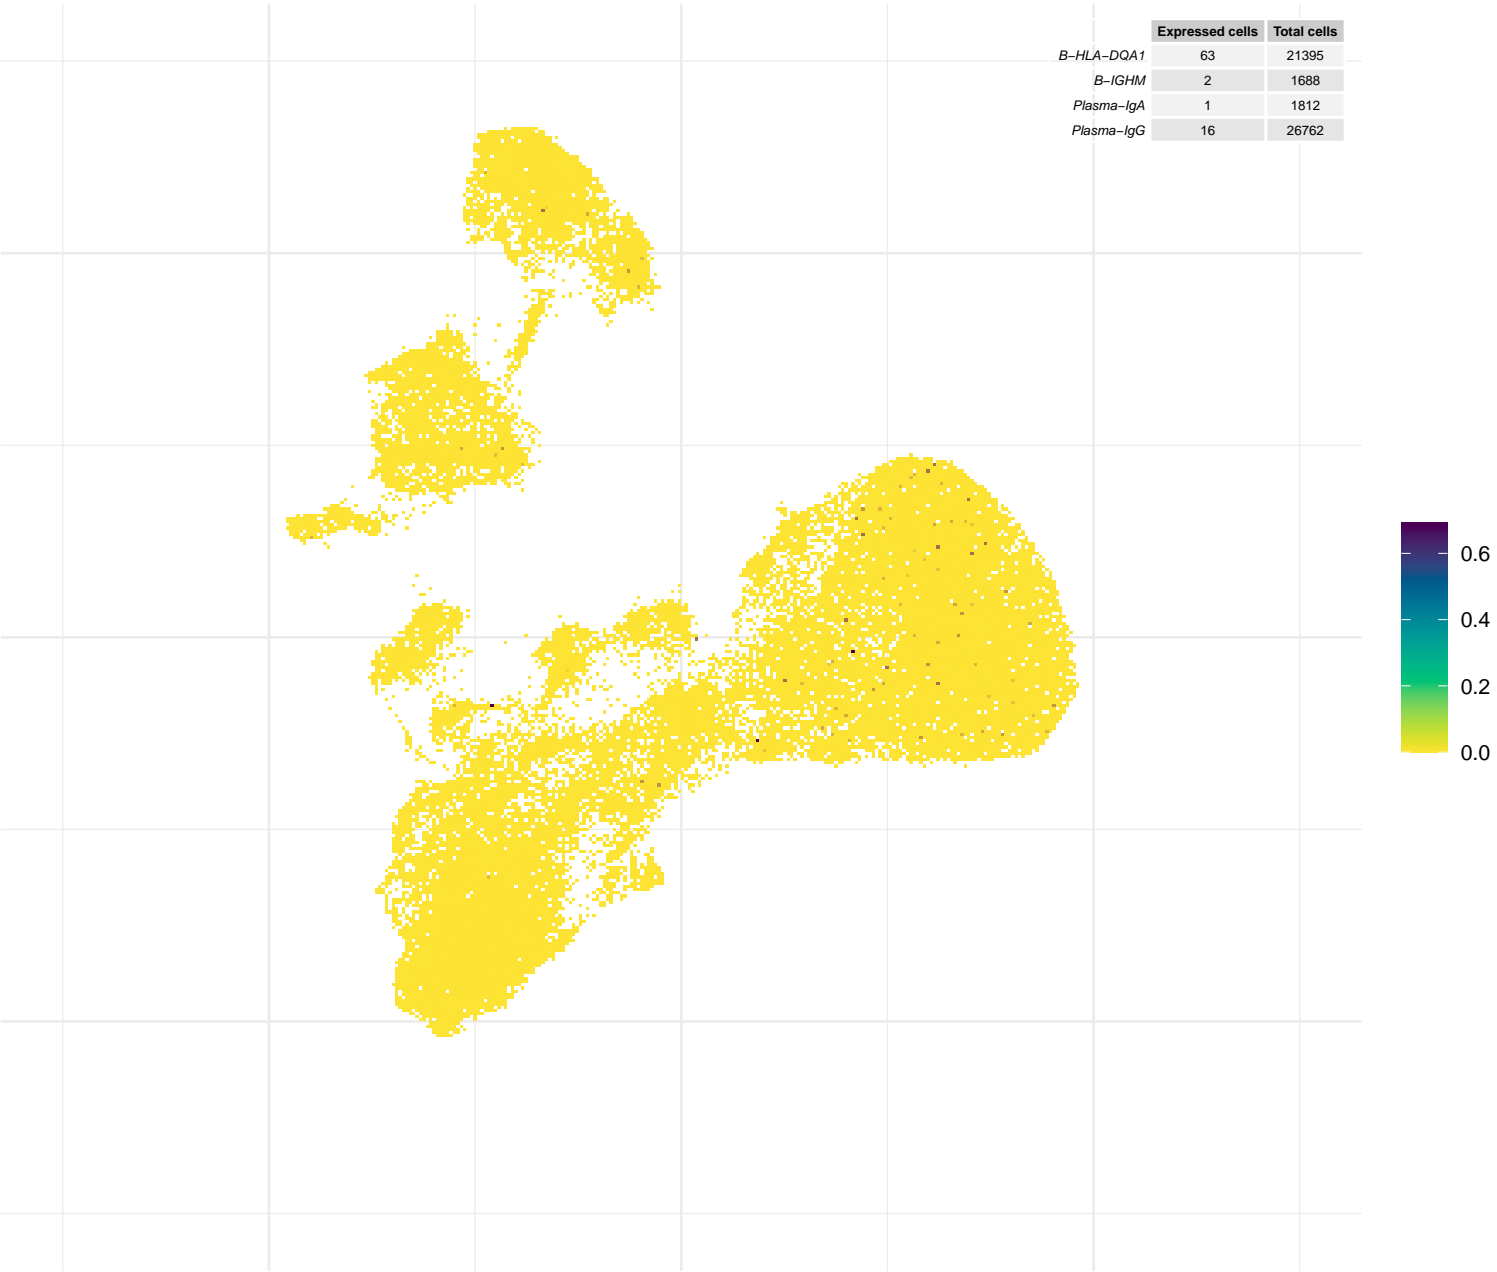 Expressed cells Total cells
B−HLA−DQA1 63 21395
B−IGHM 2 1688
Plasma−IgA 1 1812
Plasma−IgG 16 26762
0.6
0.4
0.2
0.0